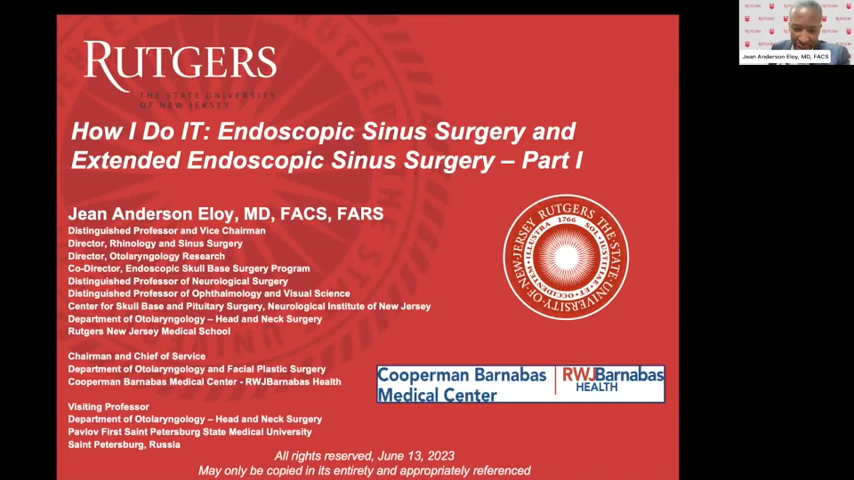 RUTGERS
THE STATE UNIVERSITY
OF NEW JERSEY
How I Do IT: Endoscopic Sinus Surgery and
Extended Endoscopic Sinus Surgery – Part I
Jean Anderson Eloy, MD, FACS, FARS
Distinguished Professor and Vice Chairman
Director, Rhinology and Sinus Surgery
Director, Otolaryngology Research
Co-Director, Endoscopic Skull Base Surgery Program
Distinguished Professor of Neurological Surgery
Distinguished Professor of Ophthalmology and Visual Science
Center for Skull Base and Pituitary Surgery, Neurological Institute of New Jersey
Department of Otolaryngology – Head and Neck Surgery
Rutgers New Jersey Medical School
Chairman and Chief of Service
Department of Otolaryngology and Facial Plastic Surgery
Cooperman Barnabas Medical Center - RWJBarnabas Health
Visiting Professor
Department of Otolaryngology – Head and Neck Surgery
Pavlov First Saint Petersburg State Medical University
Saint Petersburg, Russia
RUTGERS THE STATE UNIVERSITY OF NEW JERSEY
1766
SOL IUSTITIAE ET OCCIDENTEM ILLUSTRA
Cooperman Barnabas
Medical Center
RWJBarnabas
HEALTH
All rights reserved, June 13, 2023
May only be copied in its entirety and appropriately referenced
Jean Anderson Eloy, MD, FACS